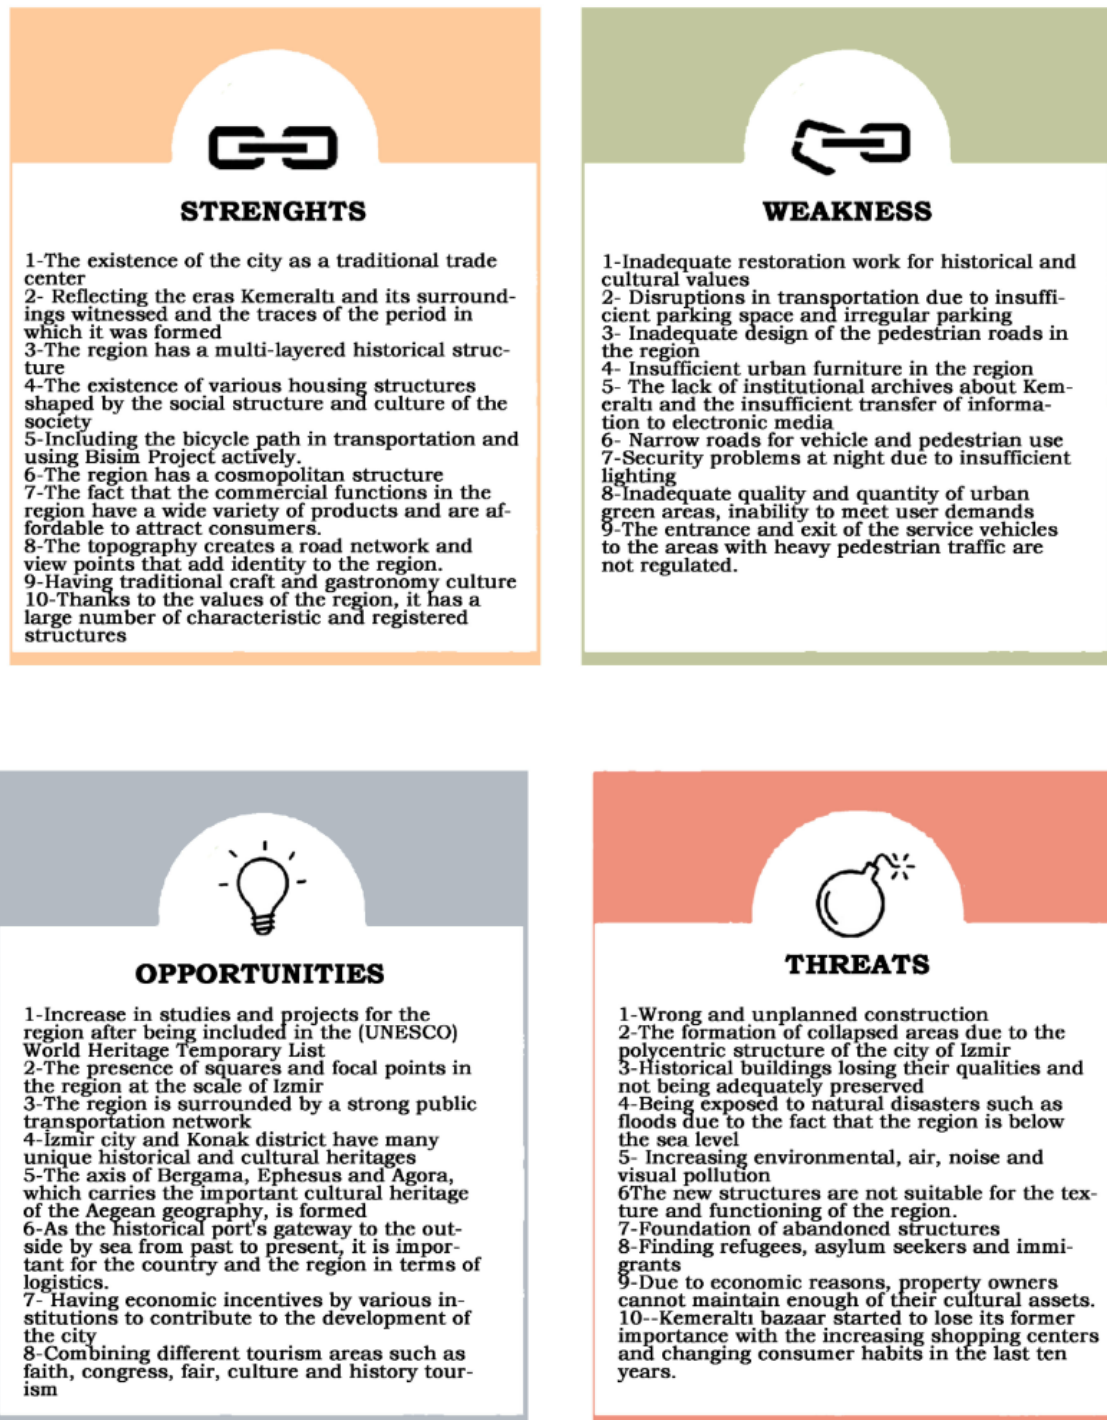 STRENGHTS
1-The existence of the city as a traditional trade
center
2- Reflecting the eras Kemeraltı and its surround-
ings witnessed and the traces of the period in
which it was formed
3-The region has a multi-layered historical struc-
ture
4-The existence of various housing structures
shaped by the social structure and culture of the
society
5-Including the bicycle path in transportation and
using Bisim Project actively.
6-The region has a cosmopolitan structure
7-The fact that the commercial functions in the
region have a wide variety of products and are af-
fordable to attract consumers.
8-The topography creates a road network and
view points that add identity to the region.
9-Having traditional craft and gastronomy culture
10-Thanks to the values of the region, it has a
large number of characteristic and registered
structures
WEAKNESS
1-Inadequate restoration work for historical and
cultural values
2- Disruptions in transportation due to insuffi-
cient parking space and irregular parking
3- Inadequate design of the pedestrian roads in
the region
4- Insufficient urban furniture in the region
5- The lack of institutional archives about Kem-
eraltı and the insufficient transfer of informa-
tion to electronic media
6- Narrow roads for vehicle and pedestrian use
7-Security problems at night due to insufficient
lighting
8-Inadequate quality and quantity of urban
green areas, inability to meet user demands
9-The entrance and exit of the service vehicles
to the areas with heavy pedestrian traffic are
not regulated.
OPPORTUNITIES
1-Increase in studies and projects for the
region after being included in the (UNESCO)
World Heritage Temporary List
2-The presence of squares and focal points in
the region at the scale of Izmir
3-The region is surrounded by a strong public
transportation network
4-İzmir city and Konak district have many
unique historical and cultural heritages
5-The axis of Bergama, Ephesus and Agora,
which carries the important cultural heritage
of the Aegean geography, is formed
6-As the historical port's gateway to the out-
side by sea from past to present, it is impor-
tant for the country and the region in terms of
logistics.
7- Having economic incentives by various in-
stitutions to contribute to the development of
the city
8-Combining different tourism areas such as
faith, congress, fair, culture and history tour-
ism
THREATS
1-Wrong and unplanned construction
2-The formation of collapsed areas due to the
polycentric structure of the city of Izmir
3-Historical buildings losing their qualities and
not being adequately preserved
4-Being exposed to natural disasters such as
floods due to the fact that the region is below
the sea level
5- Increasing environmental, air, noise and
visual pollution
6The new structures are not suitable for the tex-
ture and functioning of the region.
7-Foundation of abandoned structures
8-Finding refugees, asylum seekers and immi-
grants
9-Due to economic reasons, property owners
cannot maintain enough of their cultural assets.
10--Kemeraltı bazaar started to lose its former
importance with the increasing shopping centers
and changing consumer habits in the last ten
years.